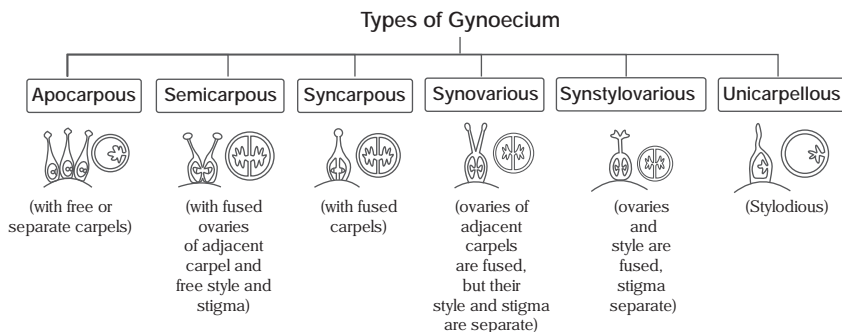 Types of Gynoecium
Apocarpous
Semicarpous
Syncarpous
Synovarious
Synstylovarious
Unicarpellous
(with free or
separate carpels)
(with fused
ovaries
of adjacent
carpel and
free style and
stigma)
(with fused
carpels)
(ovaries of
adjacent
carpels
are fused,
but their
style and stigma
are separate)
(ovaries
and
style are
fused,
stigma
separate)
(Stylodious)